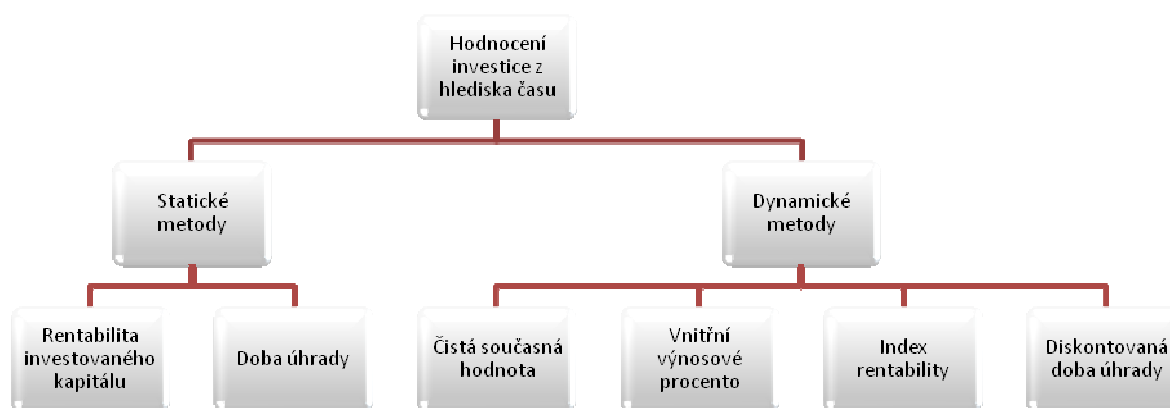 Hodnocení
investice z
hlediska času
Statické
metody
Dynamické
metody
Rentabilita
investovaného
kapitálu
Doba úhrady
Čistá současná
hodnota
Vnitřní
výnosové
procento
Index
rentability
Diskontovaná
doba úhrady